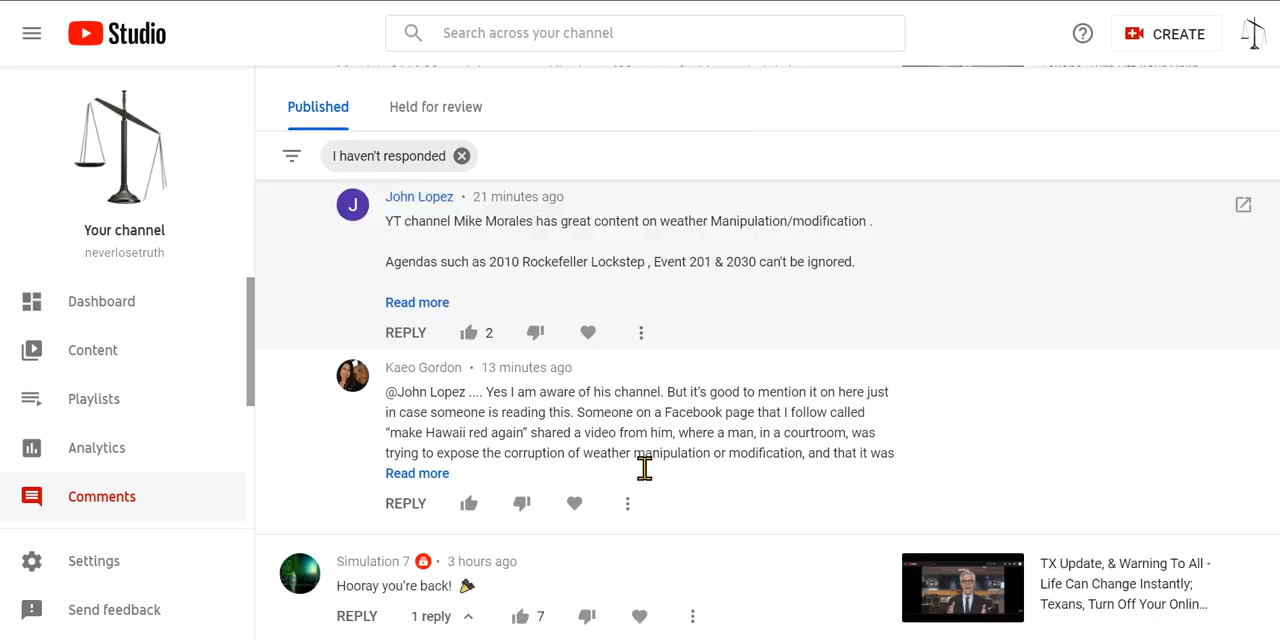 Studio
Search across your channel
CREATE
Published
Held for review
I haven't responded
Your channel
neverlosetruth
Dashboard
Content
Playlists
Analytics
Comments
Settings
Send feedback
J
John Lopez • 21 minutes ago
YT channel Mike Morales has great content on weather Manipulation/modification .
Agendas such as 2010 Rockefeller Lockstep , Event 201 & 2030 can't be ignored.
Read more
REPLY 2
Kaeo Gordon • 13 minutes ago
@John Lopez .... Yes I am aware of his channel. But it's good to mention it on here just
in case someone is reading this. Someone on a Facebook page that I follow called
“make Hawaii red again” shared a video from him, where a man, in a courtroom, was
trying to expose the corruption of weather manipulation or modification, and that it was
Read more
REPLY
Simulation 7 • 3 hours ago
Hooray you're back!
REPLY 1 reply 7
TX Update, & Warning To All -
Life Can Change Instantly;
Texans, Turn Off Your Onlin...